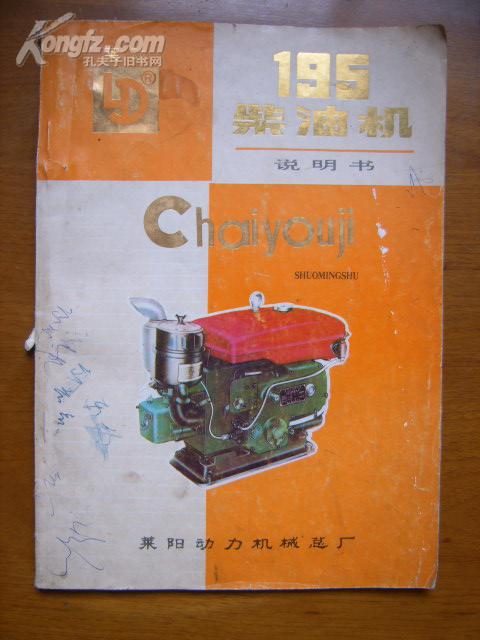 Kongfz.com
孔夫子旧书网
LD®
195
柴油机
说明书
Chaiyouji
SHUOMINGSHU
莱阳动力机械总厂